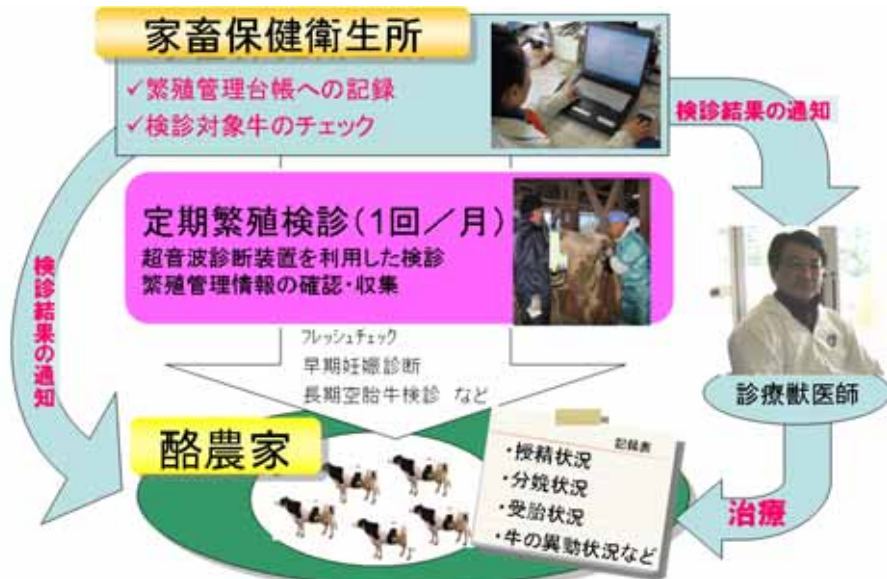 家畜保健衛生所
✓繁殖管理台帳への記録
✓検診対象牛のチェック
検診結果の通知
定期繁殖検診(1回/月)
超音波診断装置を利用した検診
繁殖管理情報の確認・収集
検診結果の通知
フレッシュチェック
早期妊娠診断
長期空胎牛検診 など
診療獣医師
酪農家
記録書
・授精状況
・分娩状況
・受胎状況
・牛の異動状況など
治療